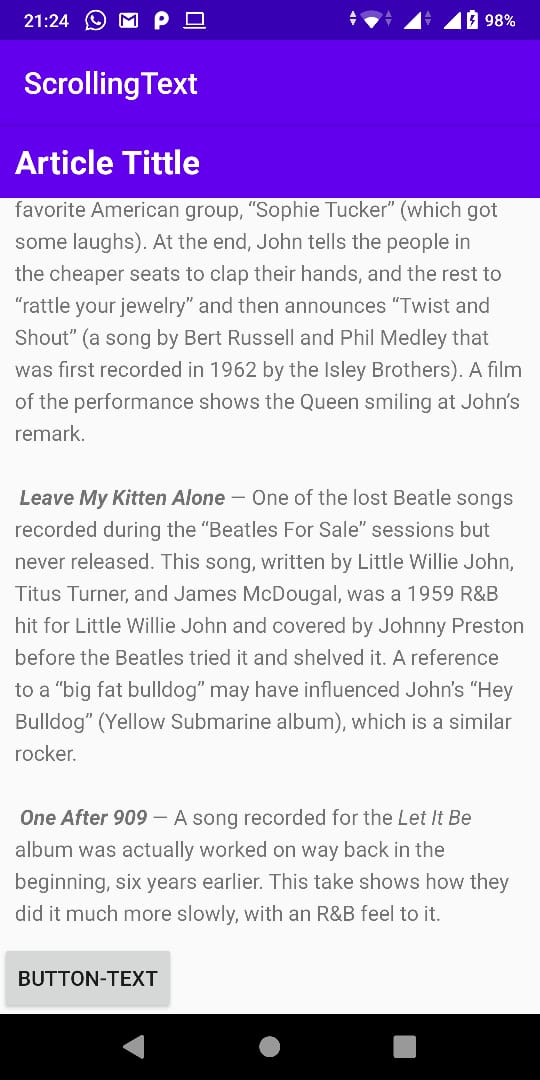 21:24
98%
ScrollingText
Article Tittle
favorite American group, “Sophie Tucker” (which got
some laughs). At the end, John tells the people in
the cheaper seats to clap their hands, and the rest to
“rattle your jewelry” and then announces “Twist and
Shout” (a song by Bert Russell and Phil Medley that
was first recorded in 1962 by the Isley Brothers). A film
of the performance shows the Queen smiling at John’s
remark.
Leave My Kitten Alone — One of the lost Beatle songs
recorded during the “Beatles For Sale” sessions but
never released. This song, written by Little Willie John,
Titus Turner, and James McDougal, was a 1959 R&B
hit for Little Willie John and covered by Johnny Preston
before the Beatles tried it and shelved it. A reference
to a “big fat bulldog” may have influenced John’s “Hey
Bulldog” (Yellow Submarine album), which is a similar
rocker.
One After 909 — A song recorded for the Let It Be
album was actually worked on way back in the
beginning, six years earlier. This take shows how they
did it much more slowly, with an R&B feel to it.
BUTTON-TEXT